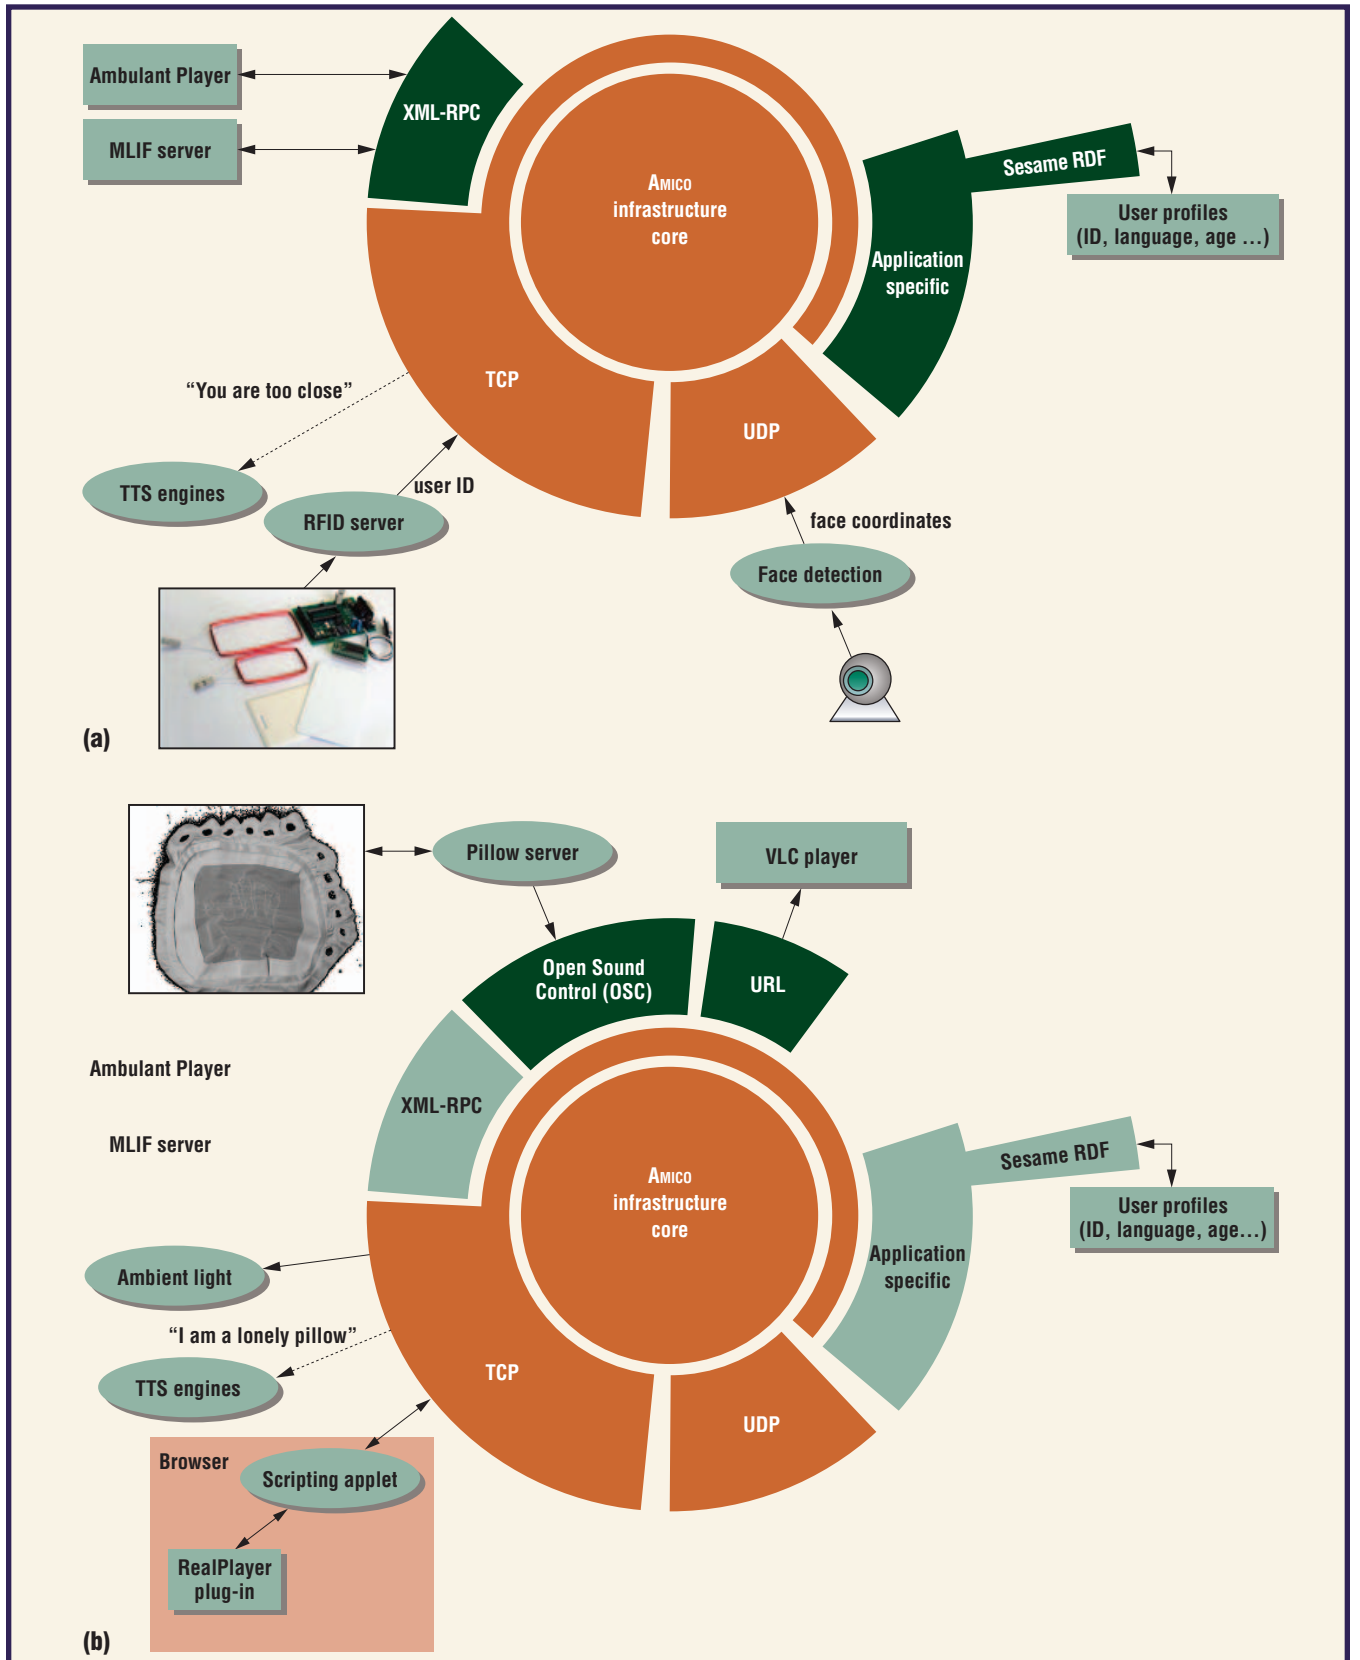 Ambulant Player
XML-RPC
MLIF server
AMICO
infrastructure
core
Sesame RDF
User profiles
(ID, language, age ...)
Application
specific
TCP
"You are too close"
UDP
TTS engines
user ID
RFID server
face coordinates
Face detection
(a)
Pillow server
VLC player
Open Sound
Control (OSC)
URL
Ambulant Player
XML-RPC
MLIF server
AMICO
infrastructure
core
Sesame RDF
User profiles
(ID, language, age...)
Application
specific
Ambient light
"I am a lonely pillow"
TCP
TTS engines
UDP
Browser
Scripting applet
RealPlayer
plug-in
(b)